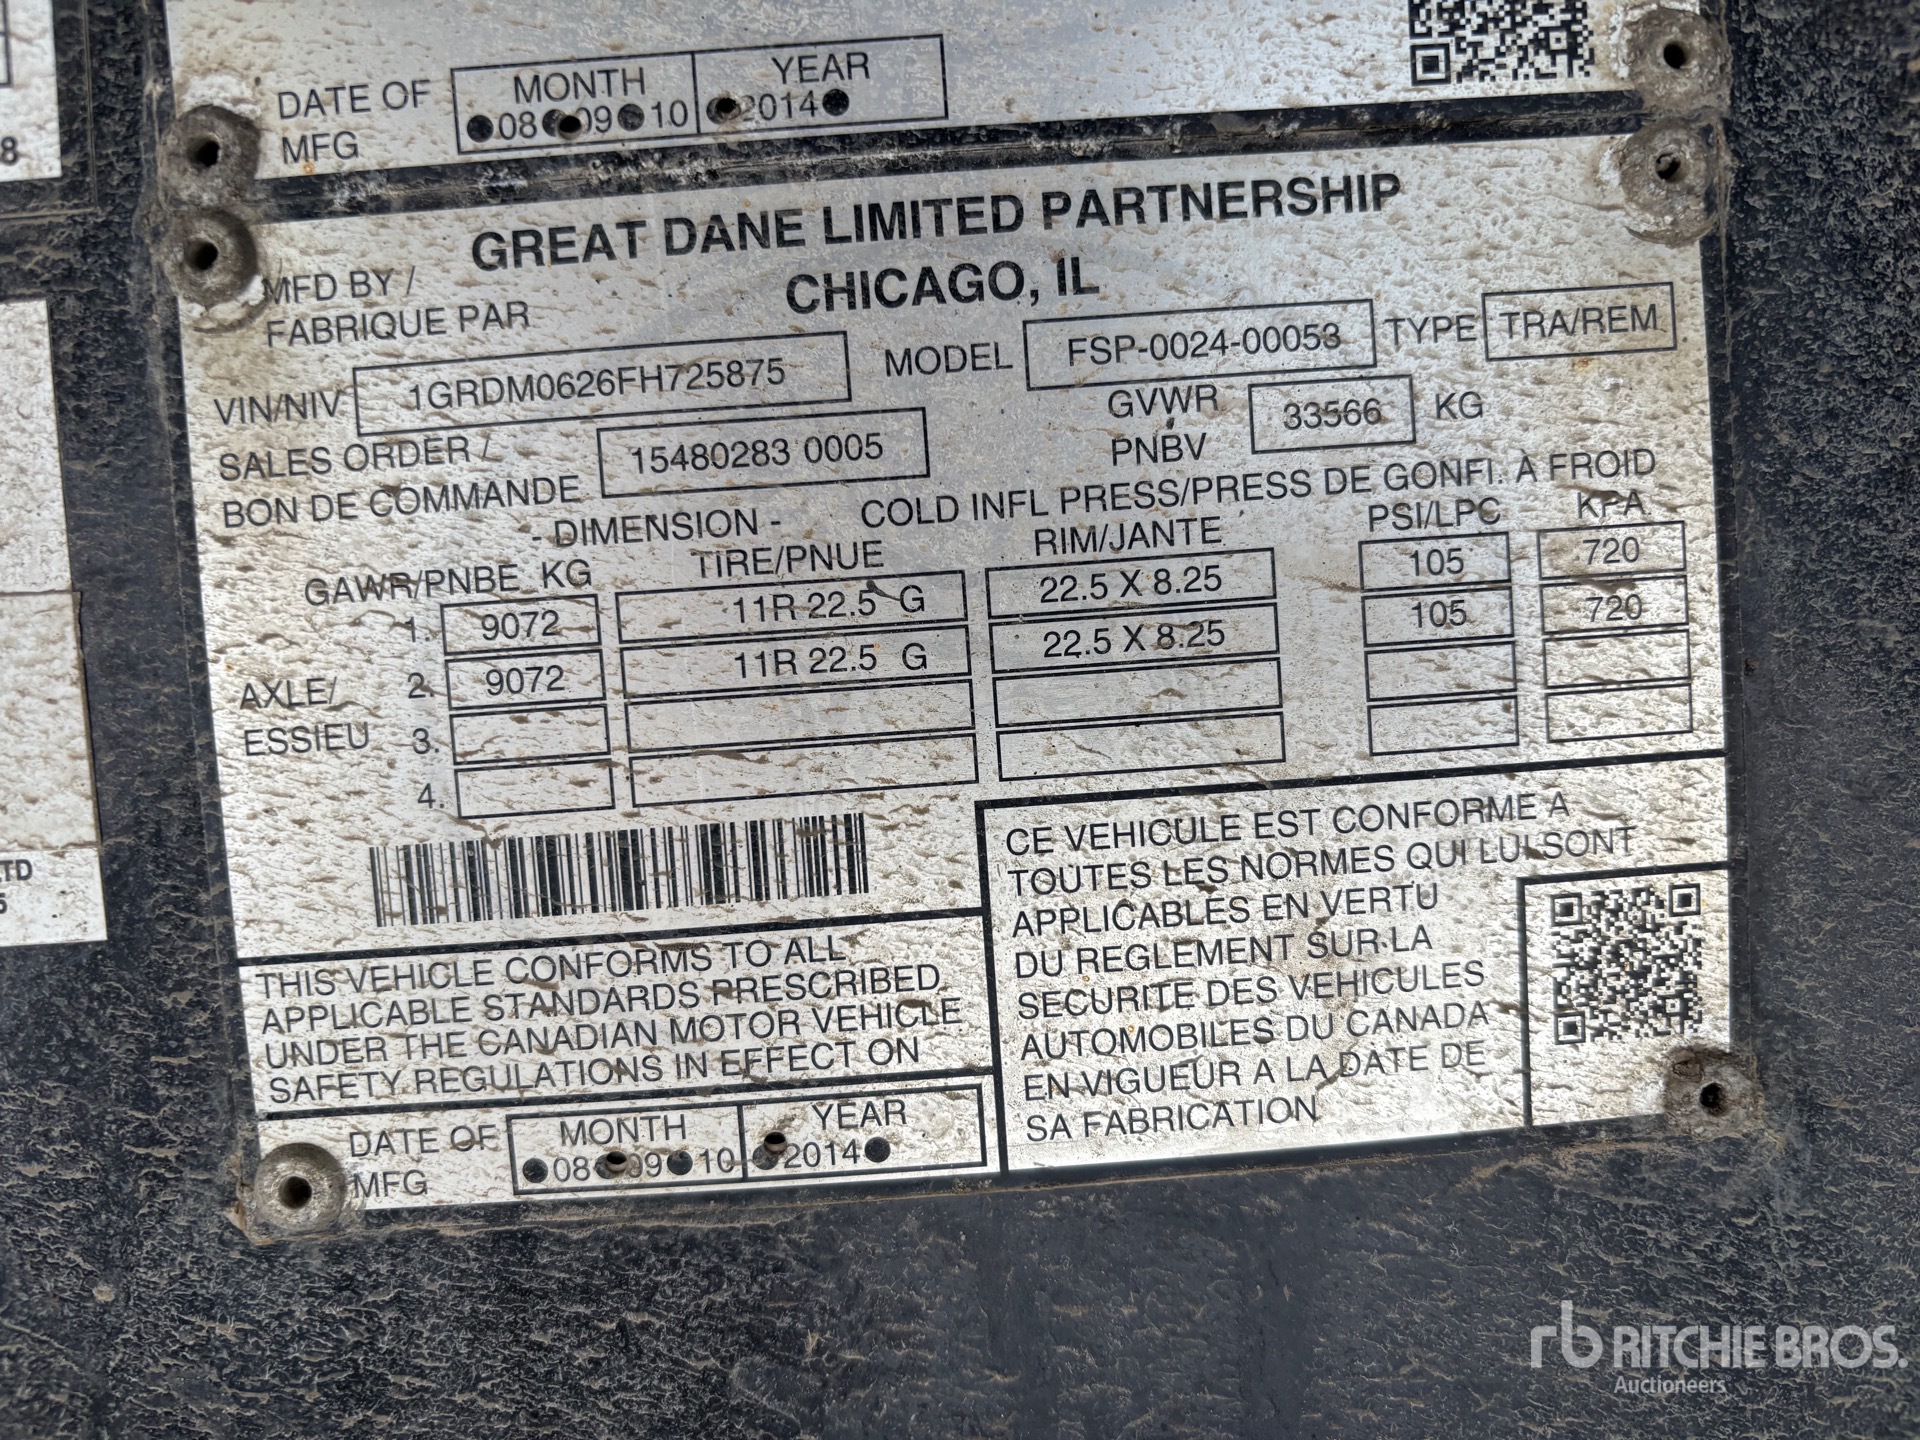 8
DATE OF MFG
MONTH YEAR
08 09 10 2014
GREAT DANE LIMITED PARTNERSHIP
CHICAGO, IL
MFD BY /
FABRIQUE PAR
VIN/NIV 1GRDM0626FH725875 MODEL FSP-0024-00053 TYPE TRA/REM
SALES ORDER /
BON DE COMMANDE 15480283 0005
GVWR
PNBV 33566 KG
- DIMENSION - COLD INFL PRESS/PRESS DE GONFI. À FROID
GAWR/PNBE KG TIRE/PNUE RIM/JANTE PSI/LPC KPA
AXLE/
ESSIEU
1. 9072 11R 22.5 G 22.5 X 8.25 105 720
2. 9072 11R 22.5 G 22.5 X 8.25 105 720
3.
4.
THIS VEHICLE CONFORMS TO ALL
APPLICABLE STANDARDS PRESCRIBED
UNDER THE CANADIAN MOTOR VEHICLE
SAFETY REGULATIONS IN EFFECT ON
DATE OF
MFG
MONTH YEAR
08 09 10 2014
CE VEHICULE EST CONFORME A
TOUTES LES NORMES QUI LUI SONT
APPLICABLES EN VERTU
DU REGLEMENT SUR LA
SECURITE DES VEHICULES
AUTOMOBILES DU CANADA
EN VIGUEUR A LA DATE DE
SA FABRICATION
TD
5
rb RITCHIE BROS.
Auctioneers